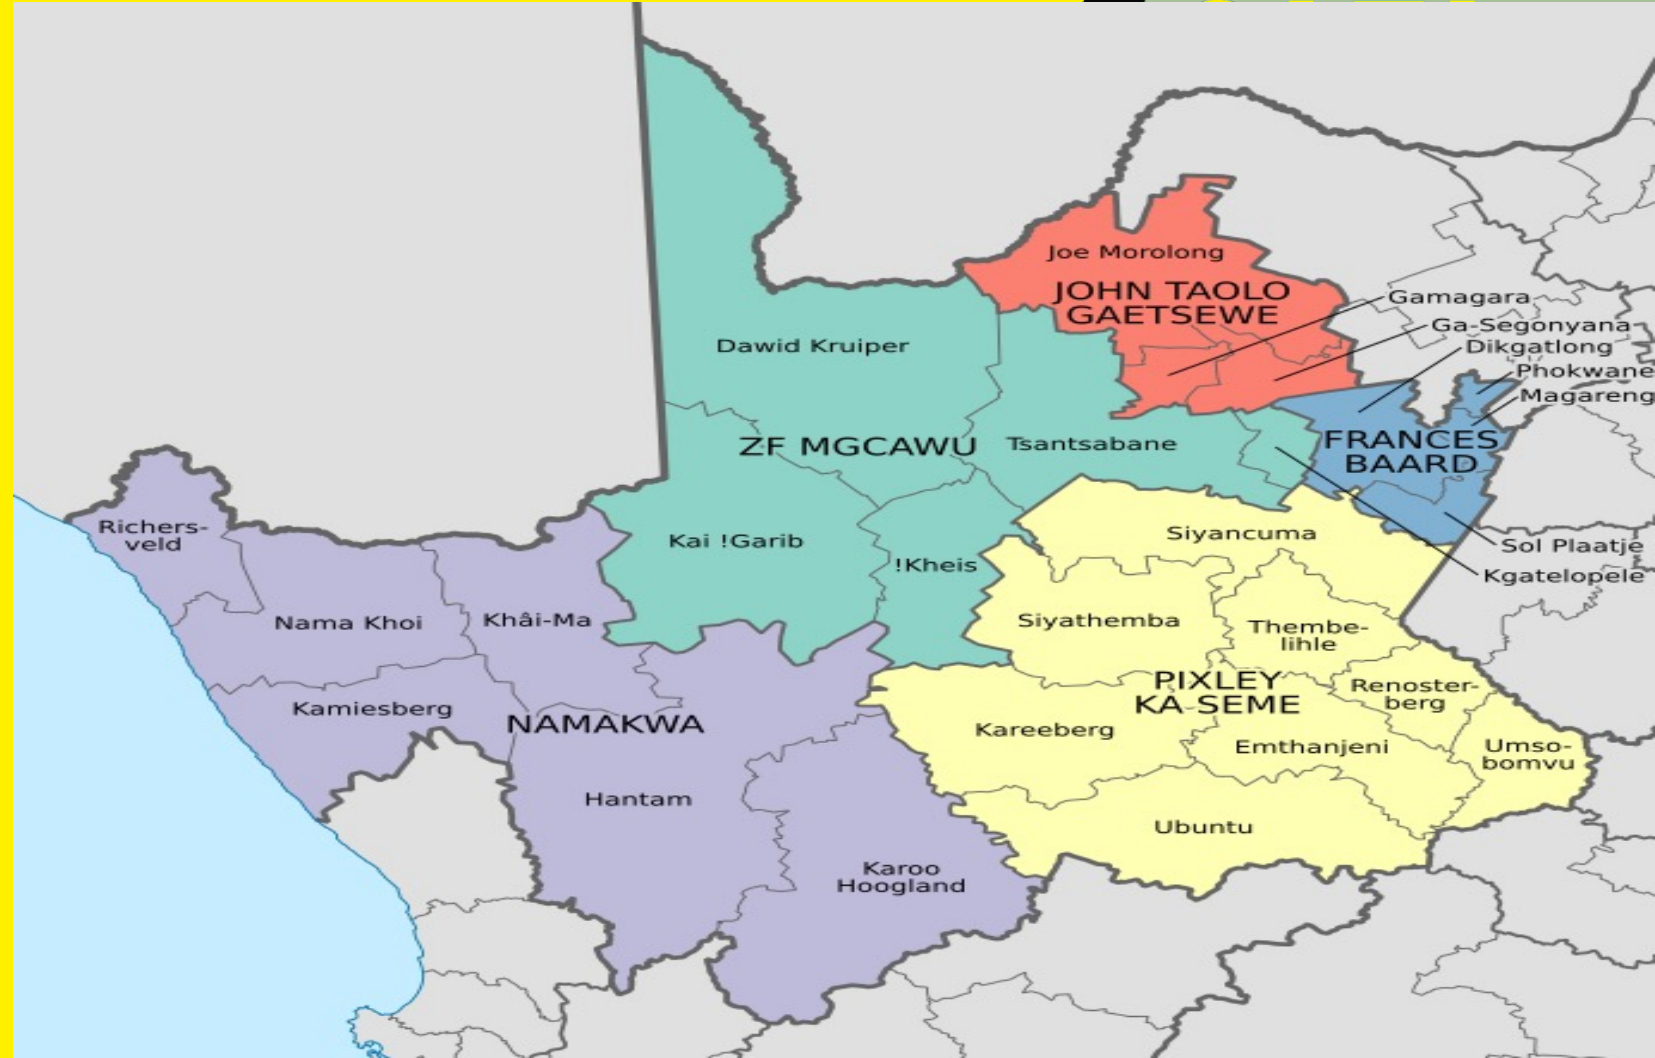 Joe Morolong
JOHN TAOLO
GAETSEWE
Gamagara
Ga-Segonyana
Dikgatlong
Phokwane
Magareng
Dawid Kruiper
ZF MGCAWU
Tsantsabane
FRANCES
BAARD
Richers-
veld
Kai !Garib
!Kheis
Siyancuma
Sol Plaatje
Kgatelopele
Nama Khoi
Khâi-Ma
Siyathemba
Thembe-
lihle
PIXLEY
KA SEME
Renoster-
berg
Kamiesberg
NAMAKWA
Kareeberg
Emthanjeni
Umso-
bomvu
Hantam
Ubuntu
Karoo
Hoogland